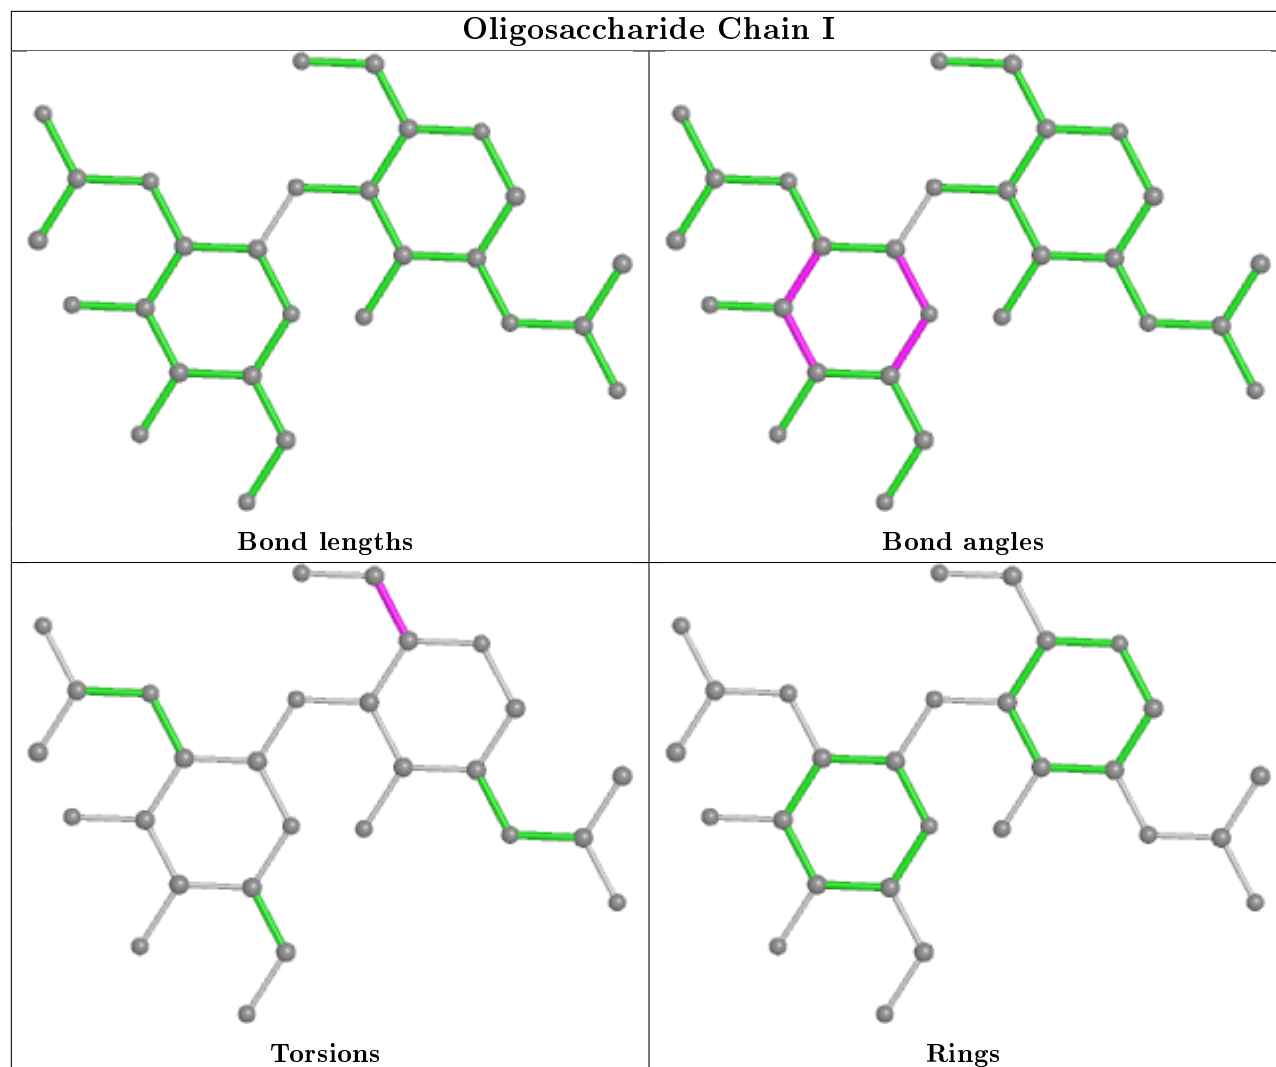 Oligosaccharide Chain I
Bond lengths
Bond angles
Torsions
Rings